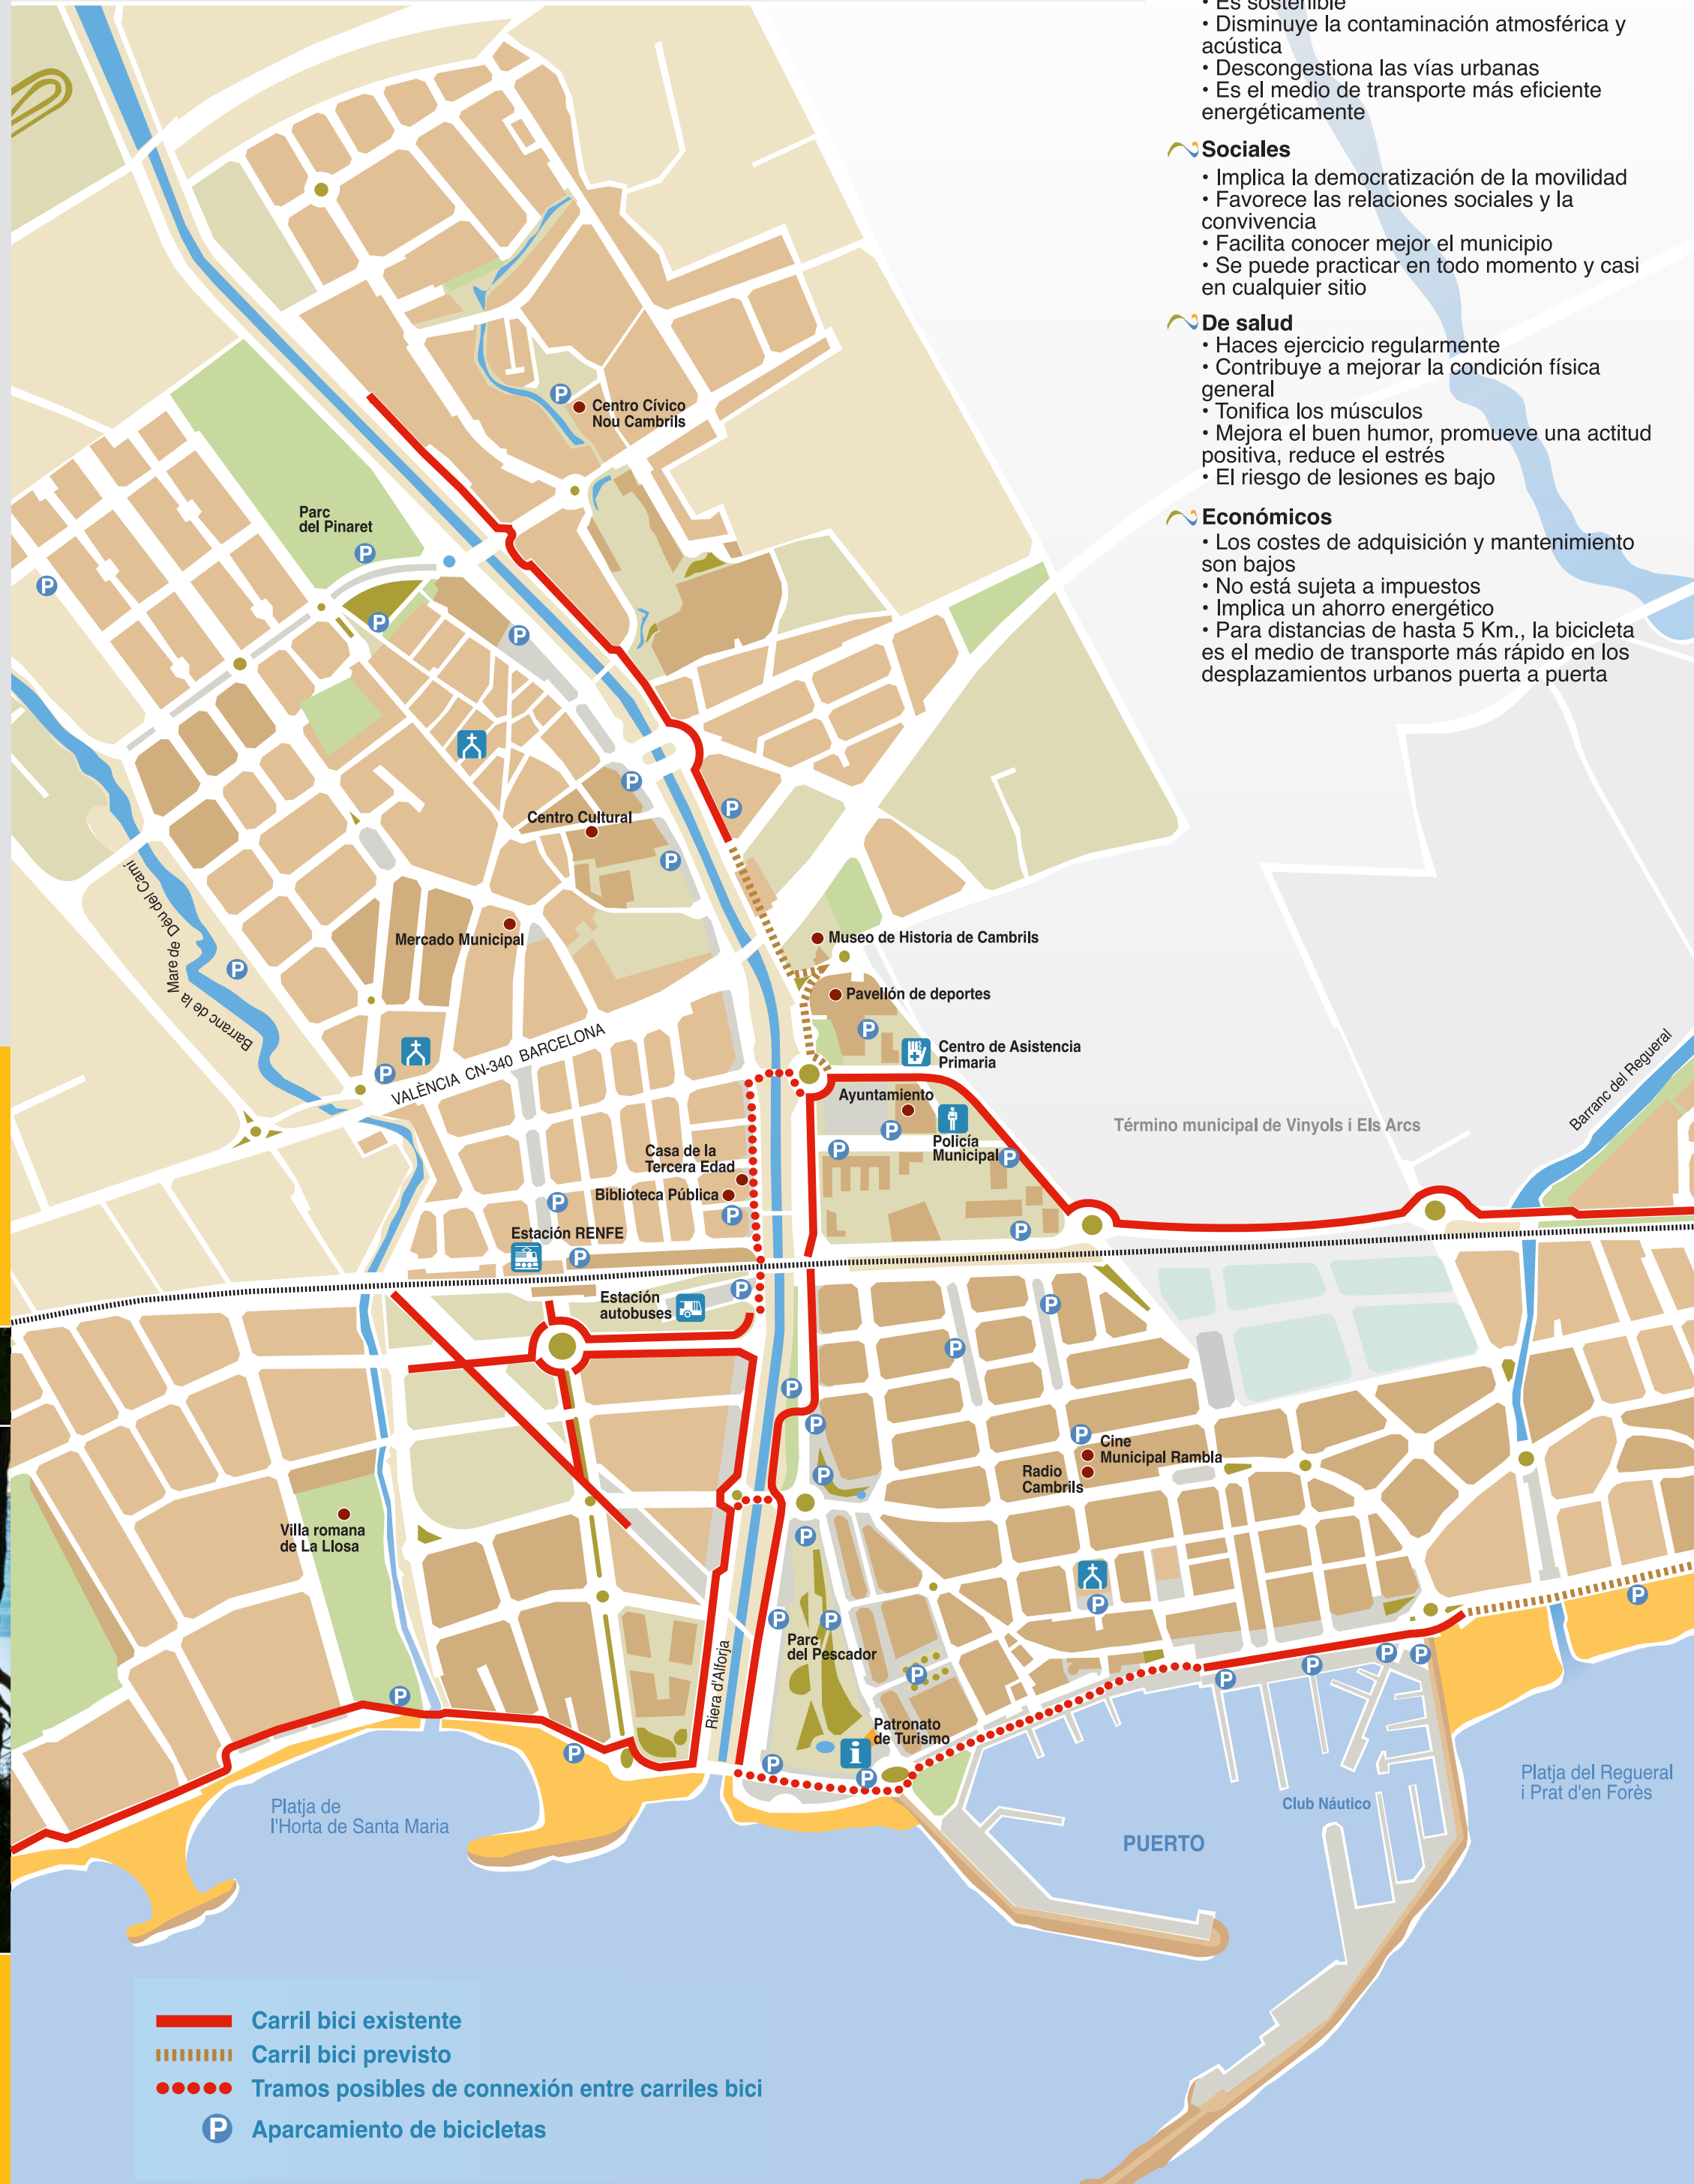 • Es sostenible
• Disminuye la contaminación atmosférica y
acústica
• Descongestiona las vías urbanas
• Es el medio de transporte más eficiente
energéticamente
Sociales
• Implica la democratización de la movilidad
• Favorece las relaciones sociales y la
convivencia
• Facilita conocer mejor el municipio
• Se puede practicar en todo momento y casi
en cualquier sitio
De salud
• Haces ejercicio regularmente
• Contribuye a mejorar la condición física
general
• Tonifica los músculos
• Mejora el buen humor, promueve una actitud
positiva, reduce el estrés
• El riesgo de lesiones es bajo
Económicos
• Los costes de adquisición y mantenimiento
son bajos
• No está sujeta a impuestos
• Implica un ahorro energético
• Para distancias de hasta 5 Km., la bicicleta
es el medio de transporte más rápido en los
desplazamientos urbanos puerta a puerta
P
Centro Cívico
Nou Cambrils
Parc
del Pinaret
P
P
P
P
P
P
Centro Cultural
P
Mercado Municipal
Museo de Historia de Cambrils
Barranc de la
Mare de Déu del Camí
P
Pavellón de deportes
P
Centro de Asistencia
Primaria
P
VALÈNCIA CN-340 BARCELONA
Ayuntamiento
P
Policía
Municipal
P
P
Término municipal de Vinyols i Els Arcs
Barranc del Regueral
Casa de la
Tercera Edad
Biblioteca Pública
P
P
P
Estación RENFE
P
Estación
autobuses
P
P
P
P
P
P
Cine
Municipal Rambla
Radio
Cambrils
P
Villa romana
de La Llosa
P
P
P
P
P
Parc
del Pescador
Riera d'Alforja
P
P
P
P
P
P
P
P
Patronato
de Turismo
i
P
P
Platja de
l'Horta de Santa Maria
PUERTO
Club Náutico
Platja del Regueral
i Prat d'en Forès
Carril bici existente
Carril bici previsto
Tramos posibles de connexión entre carriles bici
P Aparcamiento de bicicletas